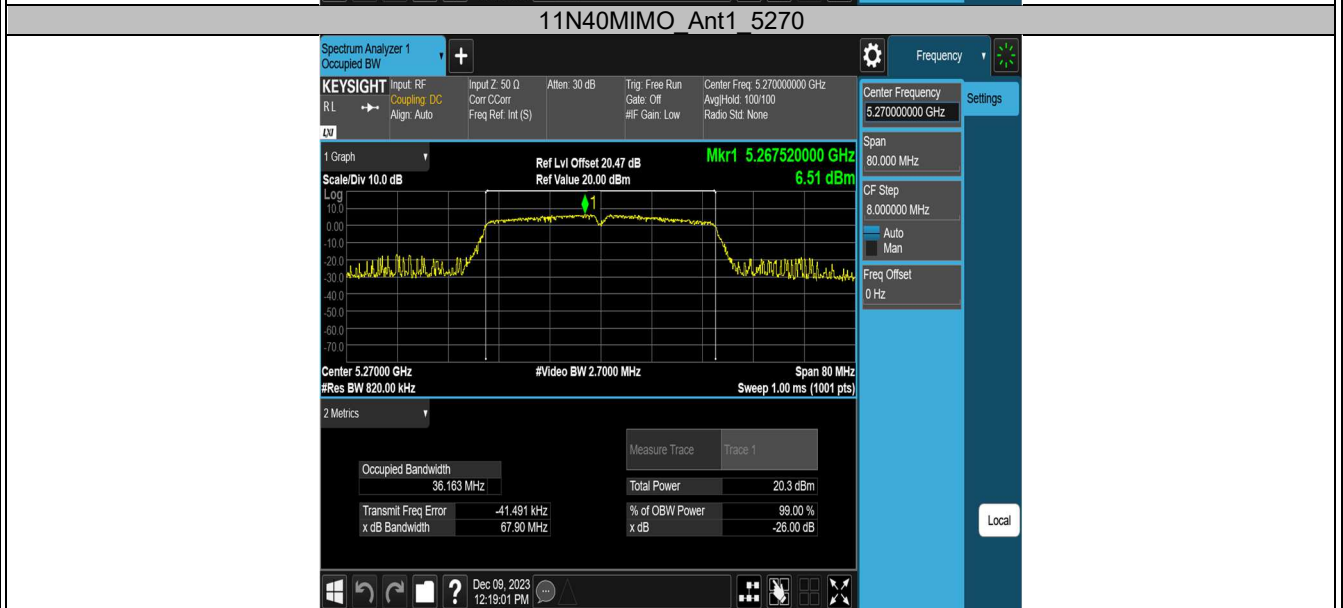 11N40MIMO_Ant1_5270
Spectrum Analyzer 1
Occupied BW
+
Frequency
KEYSIGHT
RL
LXI
Input: RF
Coupling: DC
Align: Auto
Input Z: 50 Ω
Corr CCorr
Freq Ref: Int (S)
Atten: 30 dB
Trig: Free Run
Gate: Off
#IF Gain: Low
Center Freq: 5.270000000 GHz
Avg|Hold: 100/100
Radio Std: None
Center Frequency
5.270000000 GHz
Settings
Span
80.000 MHz
CF Step
8.000000 MHz
Auto
Man
Freq Offset
0 Hz
1 Graph
Scale/Div 10.0 dB
Ref Lvl Offset 20.47 dB
Ref Value 20.00 dBm
Mkr1 5.267520000 GHz
6.51 dBm
Log
10.0
0.00
-10.0
-20.0
-30.0
-40.0
-50.0
-60.0
-70.0
1
Center 5.27000 GHz
#Res BW 820.00 kHz
#Video BW 2.7000 MHz
Span 80 MHz
Sweep 1.00 ms (1001 pts)
2 Metrics
Measure Trace Trace 1
Occupied Bandwidth
36.163 MHz
Total Power 20.3 dBm
Transmit Freq Error -41.491 kHz
% of OBW Power 99.00 %
x dB Bandwidth 67.90 MHz
x dB -26.00 dB
Local
?
Dec 09, 2023
12:19:01 PM